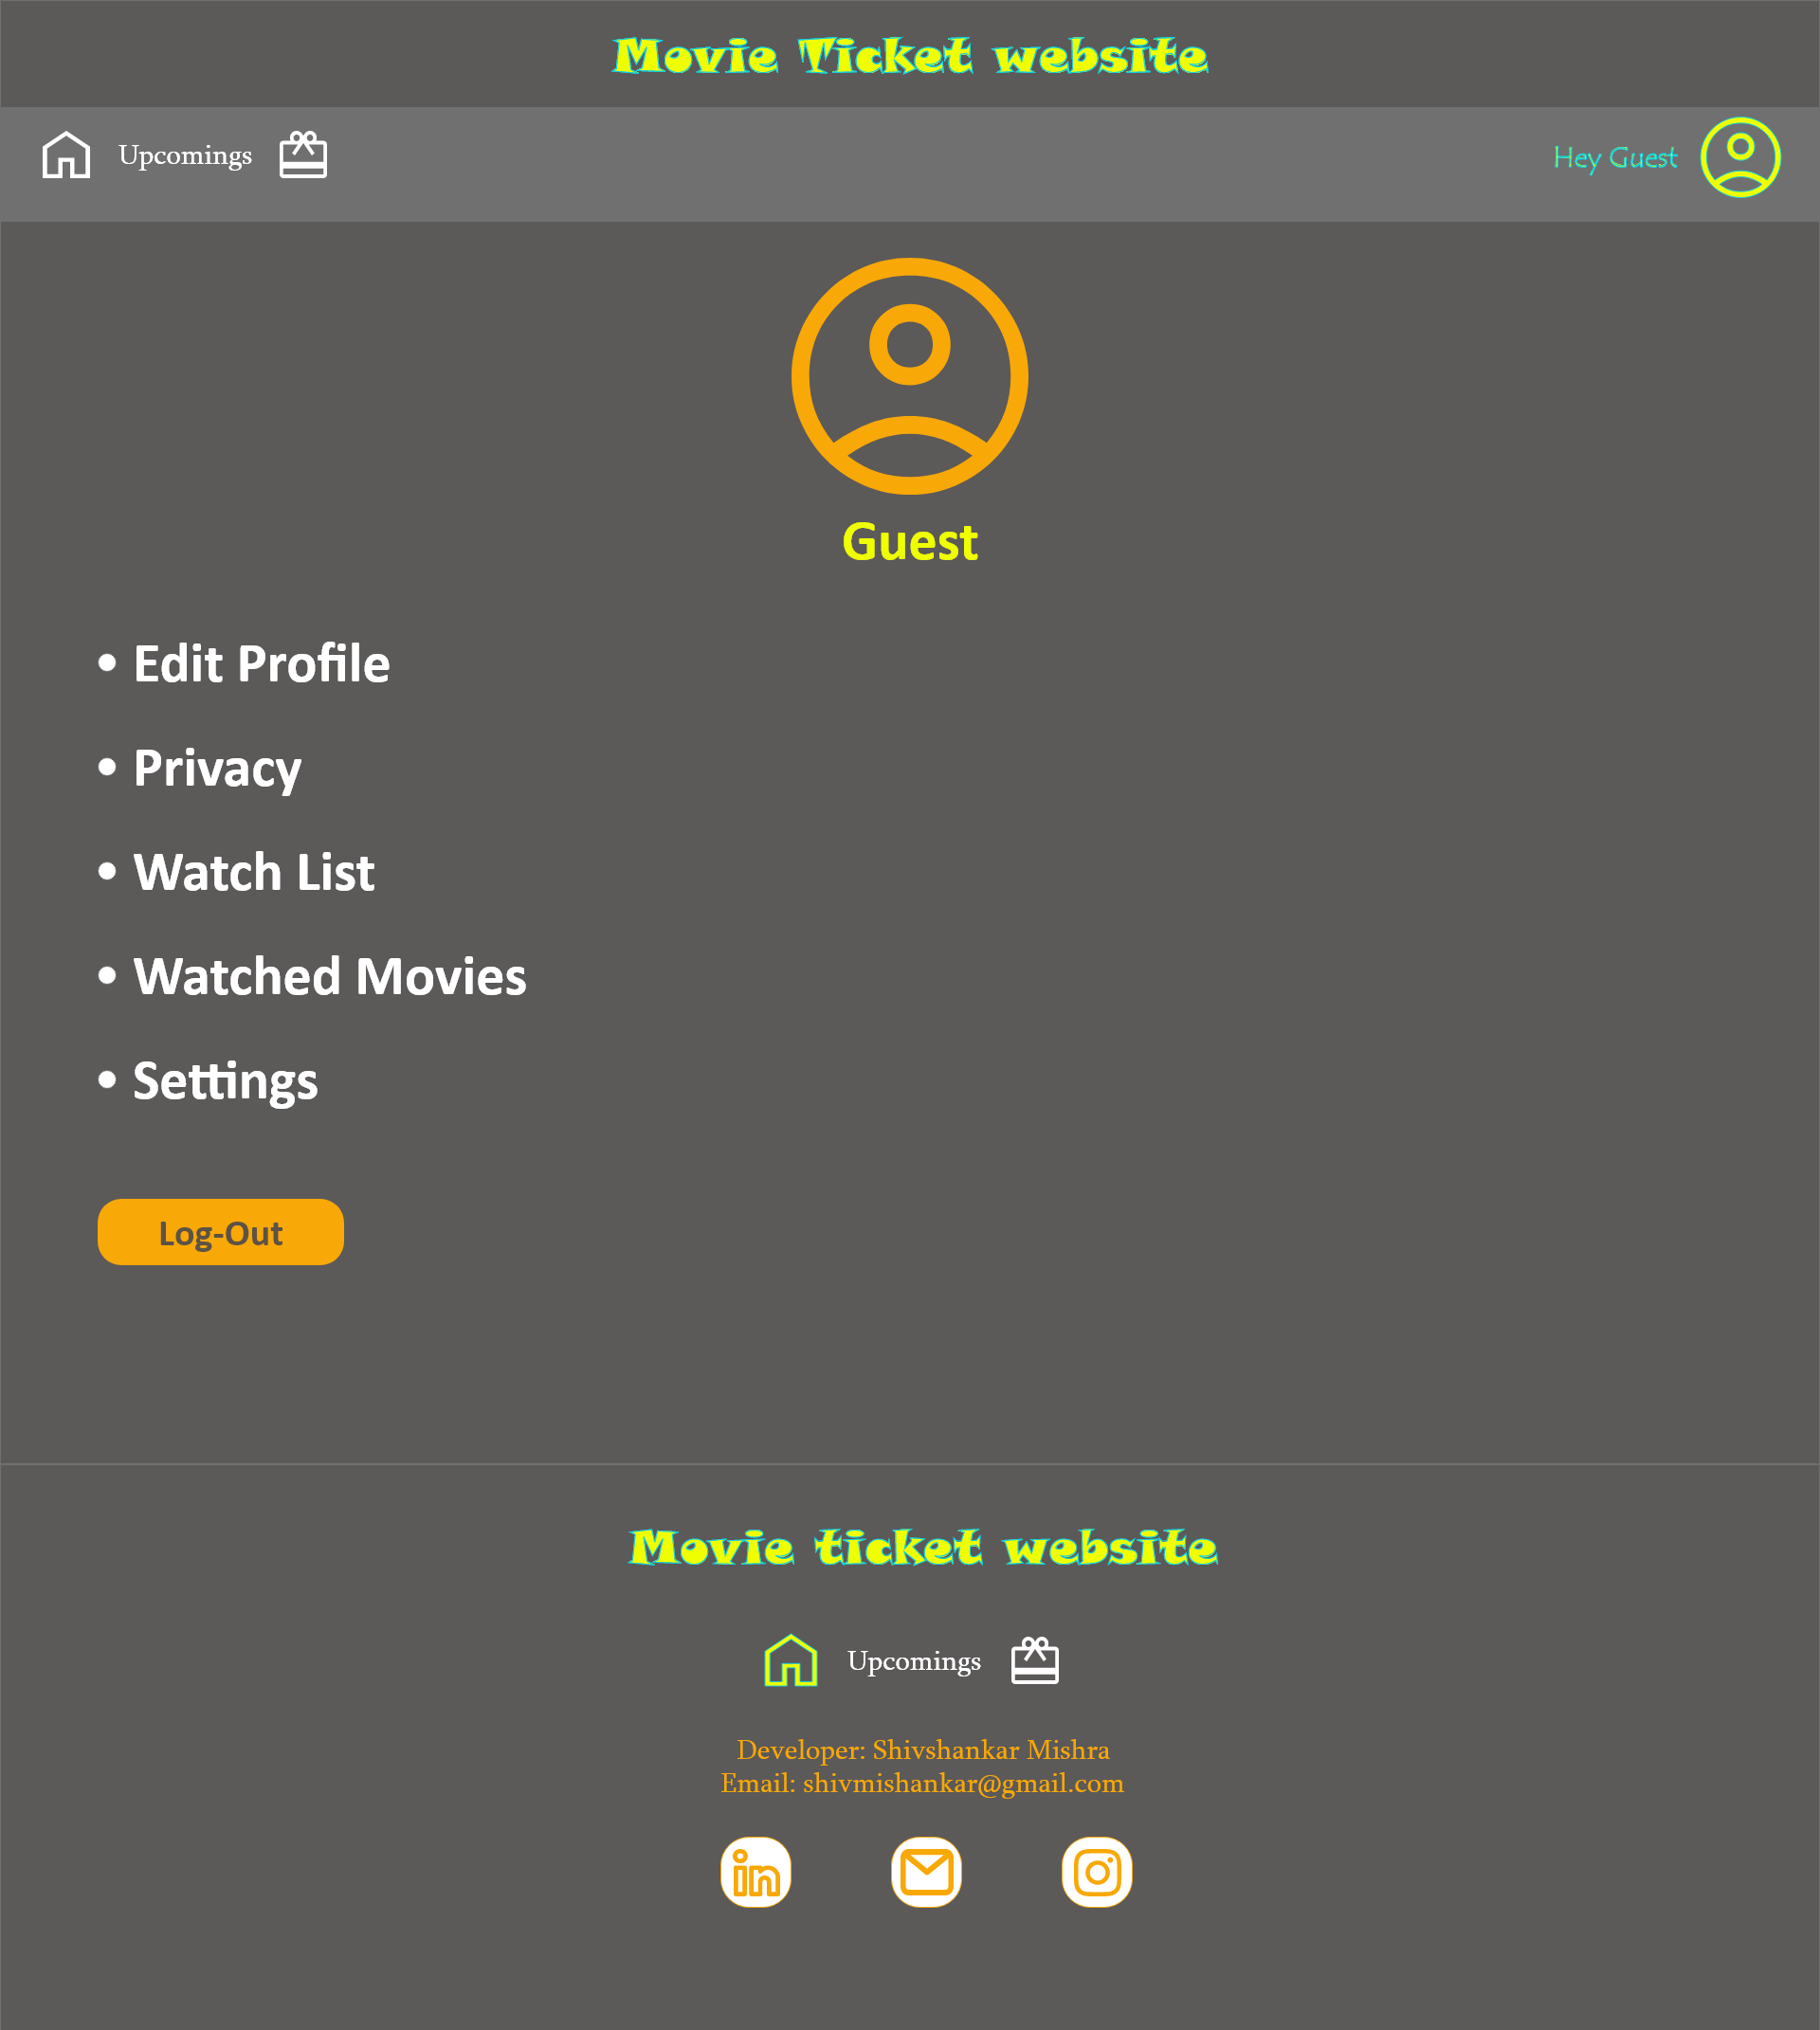 Movie Ticket website
Upcomings
Hey Guest
Guest
• Edit Profile
• Privacy
• Watch List
• Watched Movies
• Settings
Log-Out
Movie ticket website
Upcomings
Developer: Shivshankar Mishra
Email: shivmishankar@gmail.com
in